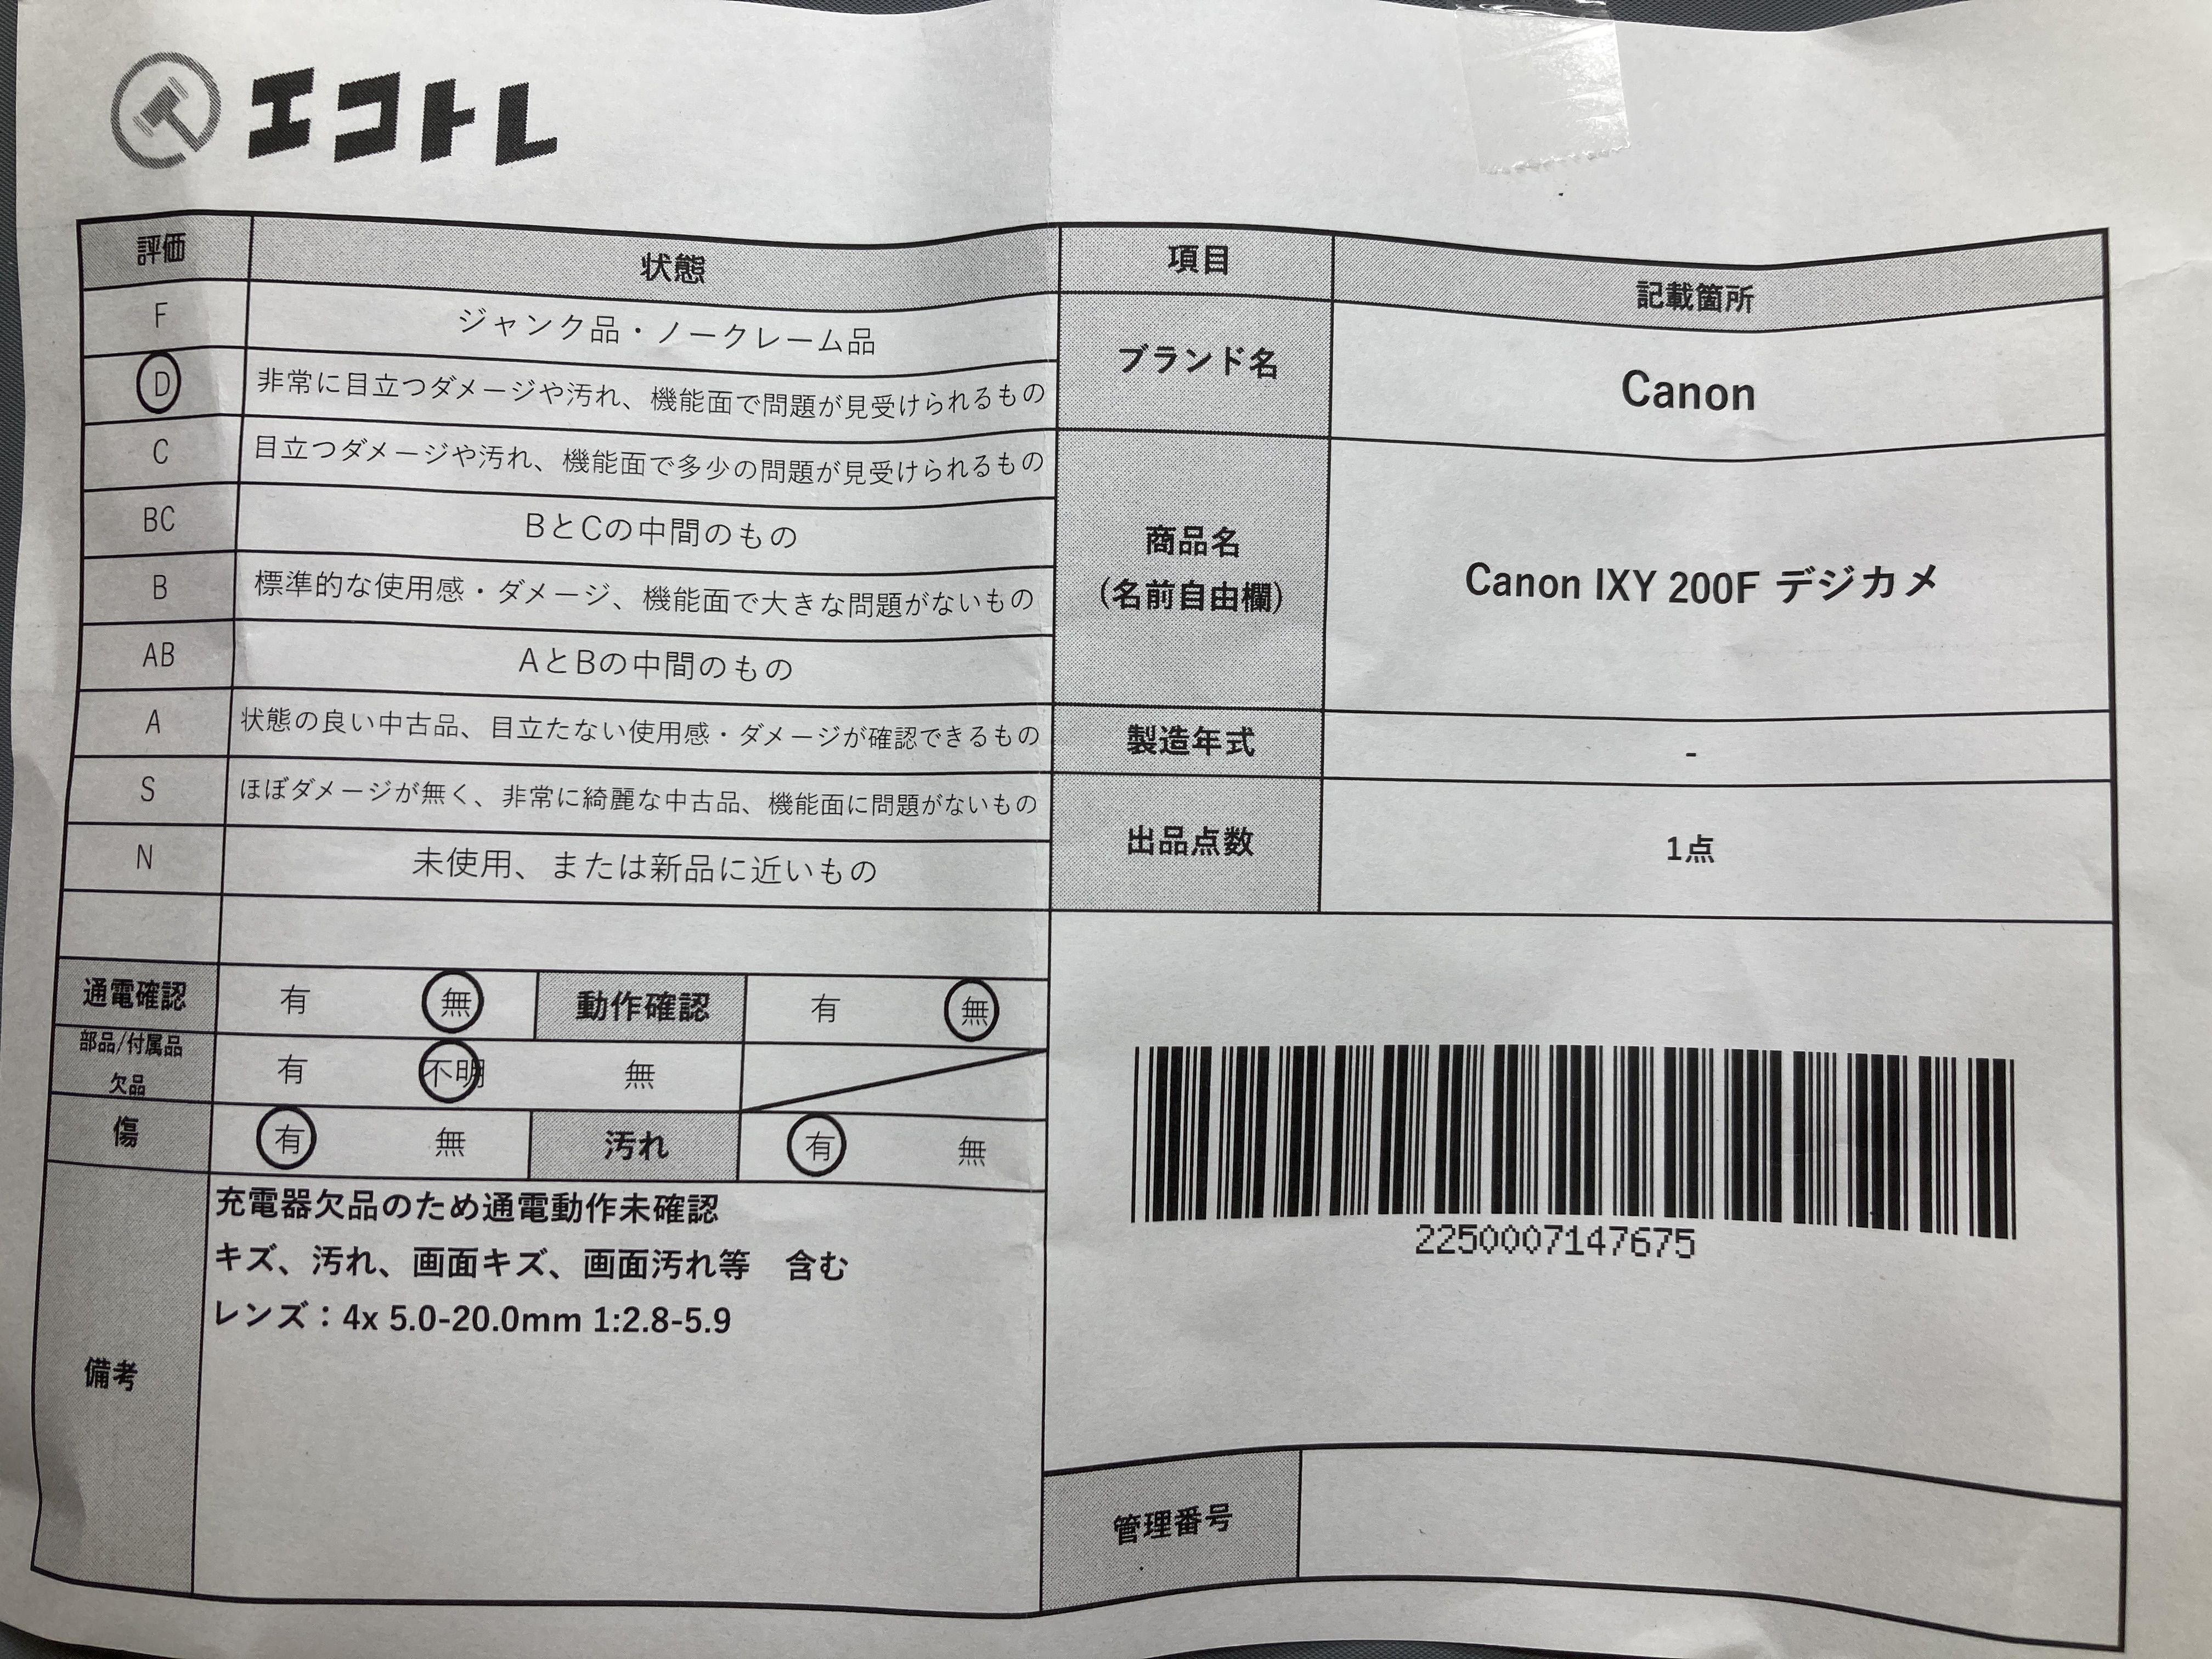 エコトレ
評価 状態
F ジャンク品・ノークレーム品
D 非常に目立つダメージや汚れ、機能面で問題が見受けられるもの
C 目立つダメージや汚れ、機能面で多少の問題が見受けられるもの
BC BとCの中間のもの
B 標準的な使用感・ダメージ、機能面で大きな問題がないもの
AB AとBの中間のもの
A 状態の良い中古品、目立たない使用感・ダメージが確認できるもの
S ほぼダメージが無く、非常に綺麗な中古品、機能面に問題がないもの
N 未使用、または新品に近いもの
通電確認 有 無 動作確認 有 無
部品/付属品
欠品 有 不明 無
傷 有 無 汚れ 有 無
備考
充電器欠品のため通電動作未確認
キズ、汚れ、画面キズ、画面汚れ等　含む
レンズ：4x 5.0-20.0mm 1:2.8-5.9
項目 記載箇所
ブランド名 Canon
商品名
(名前自由欄) Canon IXY 200F デジカメ
製造年式 -
出品点数 1点
2250007147675
管理番号